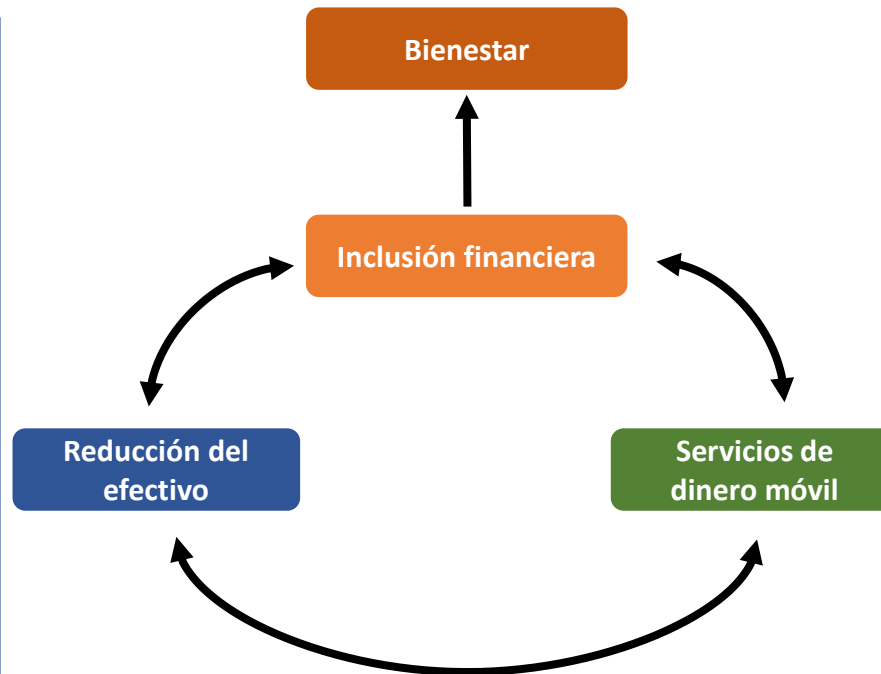 Bienestar
Inclusión financiera
Reducción del
efectivo
Servicios de
dinero móvil